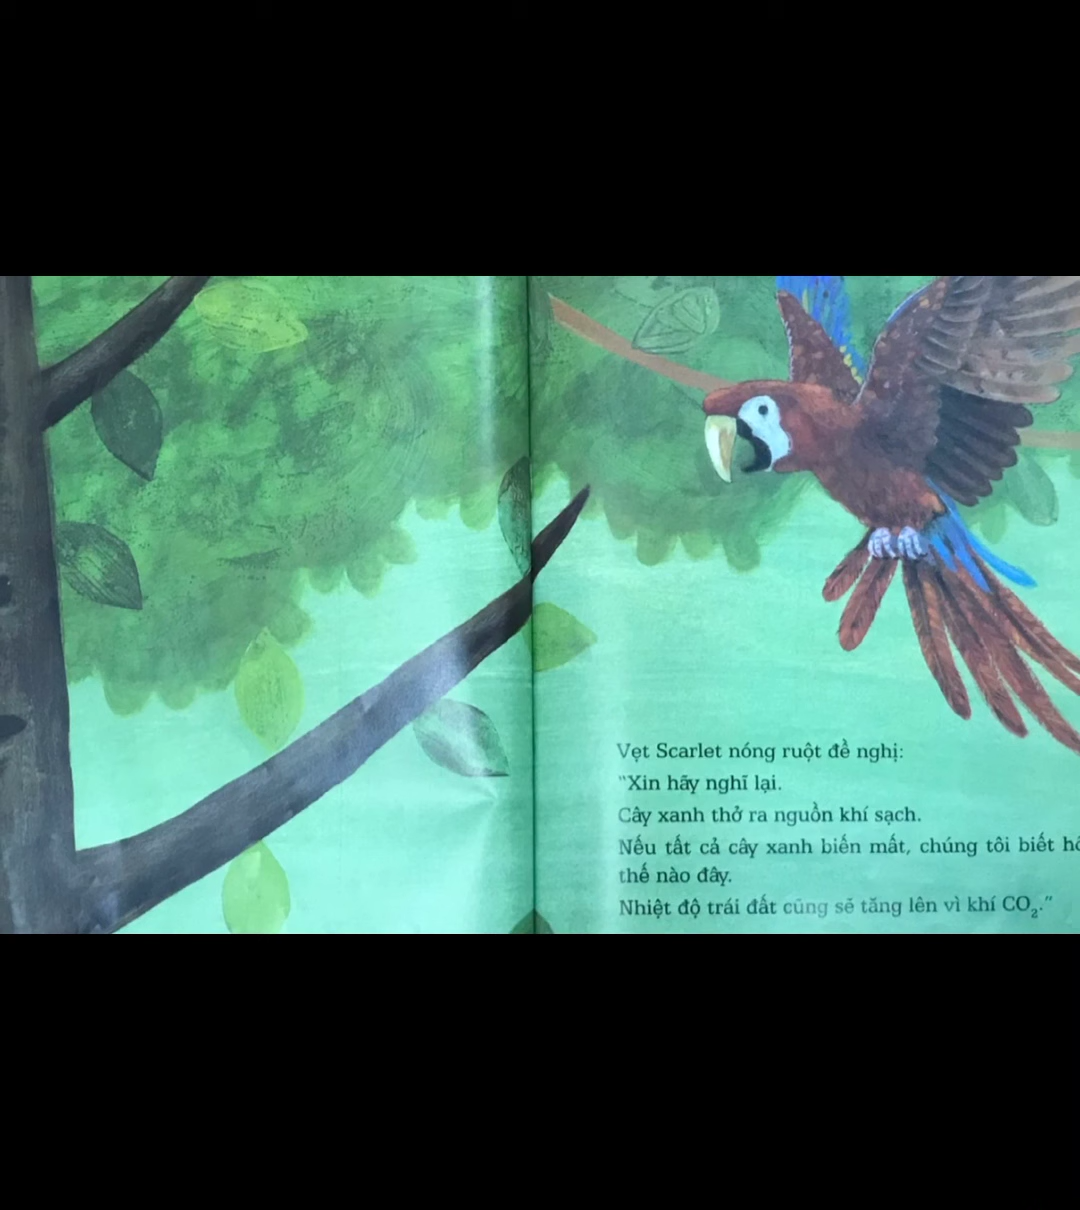 Vẹt Scarlet nóng ruột đề nghị:
"Xin hãy nghĩ lại.
Cây xanh thở ra nguồn khí sạch.
Nếu tất cả cây xanh biến mất, chúng tôi biết
thế nào đây.
Nhiệt độ trái đất cũng sẽ tăng lên vì khí CO₂."